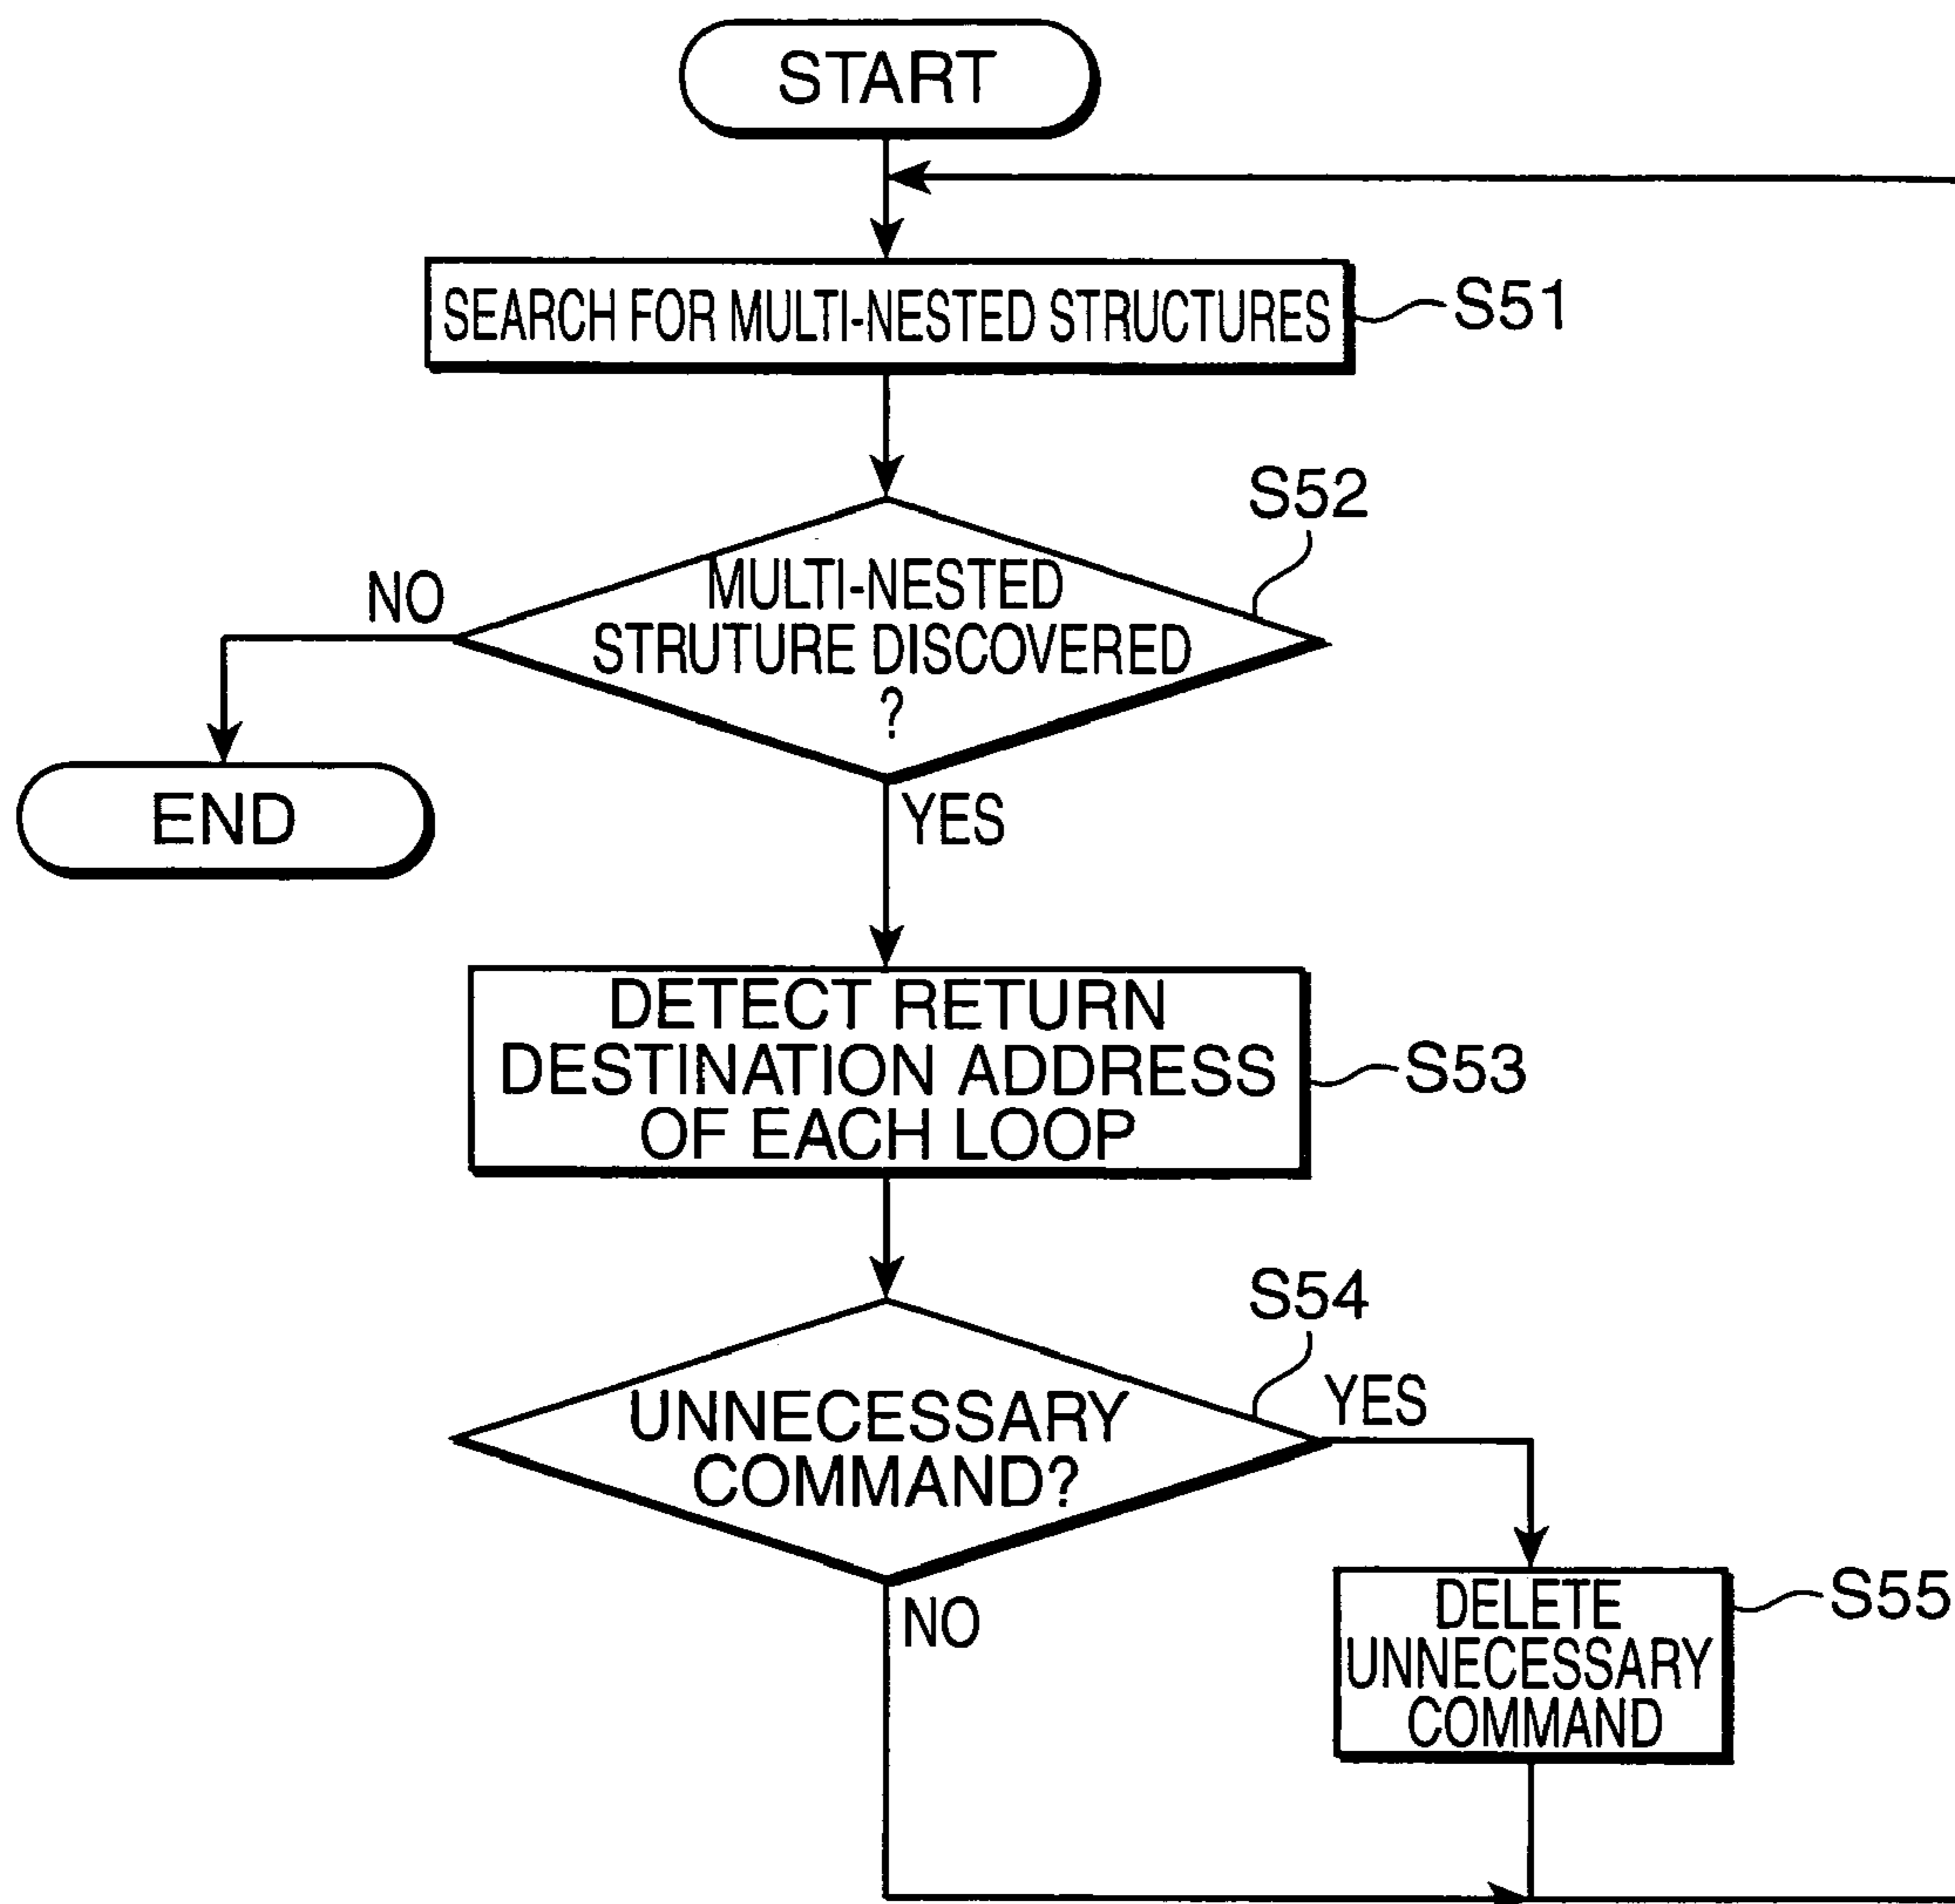 START
SEARCH FOR MULTI-NESTED STRUCTURES
S51
S52
MULTI-NESTED
STRUTURE DISCOVERED
?
NO
END
YES
DETECT RETURN
DESTINATION ADDRESS
OF EACH LOOP
S53
S54
UNNECESSARY
COMMAND?
YES
NO
DELETE
UNNECESSARY
COMMAND
S55